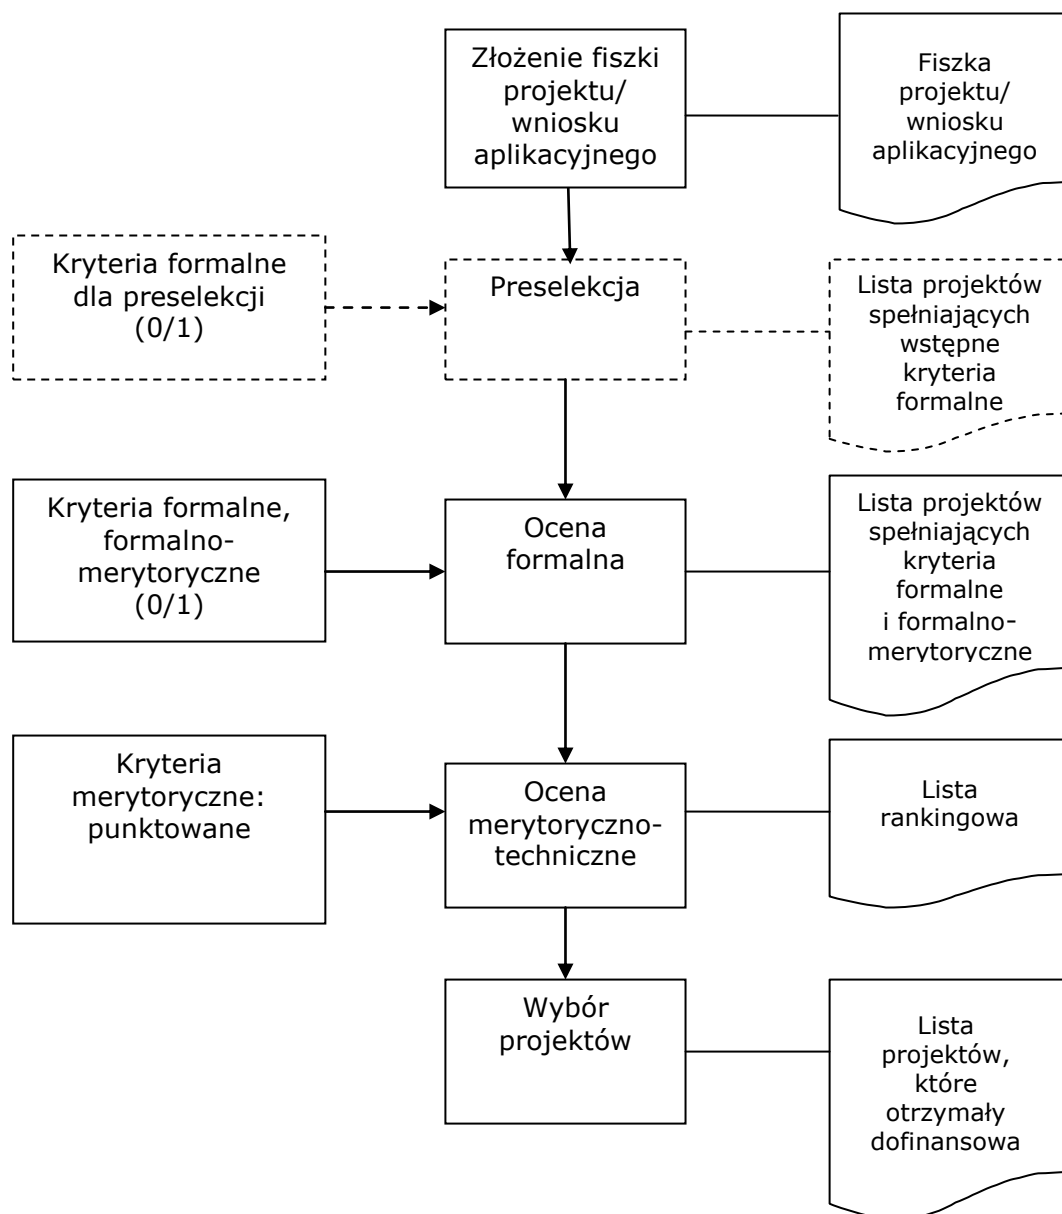 Złożenie fiszki
projektu/
wniosku
aplikacyjnego
Fiszka
projektu/
wniosku
aplikacyjnego
Kryteria formalne
dla preselekcji
(0/1)
Preselekcja
Lista projektów
spełniających
wstępne
kryteria
formalne
Kryteria formalne,
formalno-
merytoryczne
(0/1)
Ocena
formalna
Lista projektów
spełniających
kryteria
formalne
i formalno-
merytoryczne
Kryteria
merytoryczne:
punktowane
Ocena
merytoryczno-
techniczne
Lista
rankingowa
Wybór
projektów
Lista
projektów,
które
otrzymały
dofinansowa